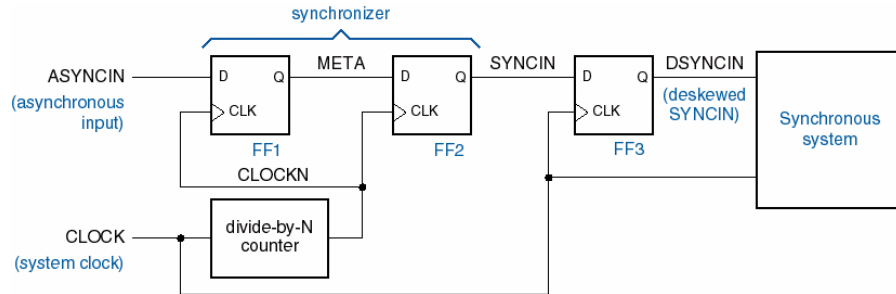 synchronizer
ASYNCIN
(asynchronous
input)
D
Q
CLK
FF1
META
D
Q
CLK
FF2
SYNCIN
D
Q
CLK
FF3
DSYNCIN
(deskewed
SYNCIN)
Synchronous
system
CLOCKN
CLOCK
(system clock)
divide-by-N
counter